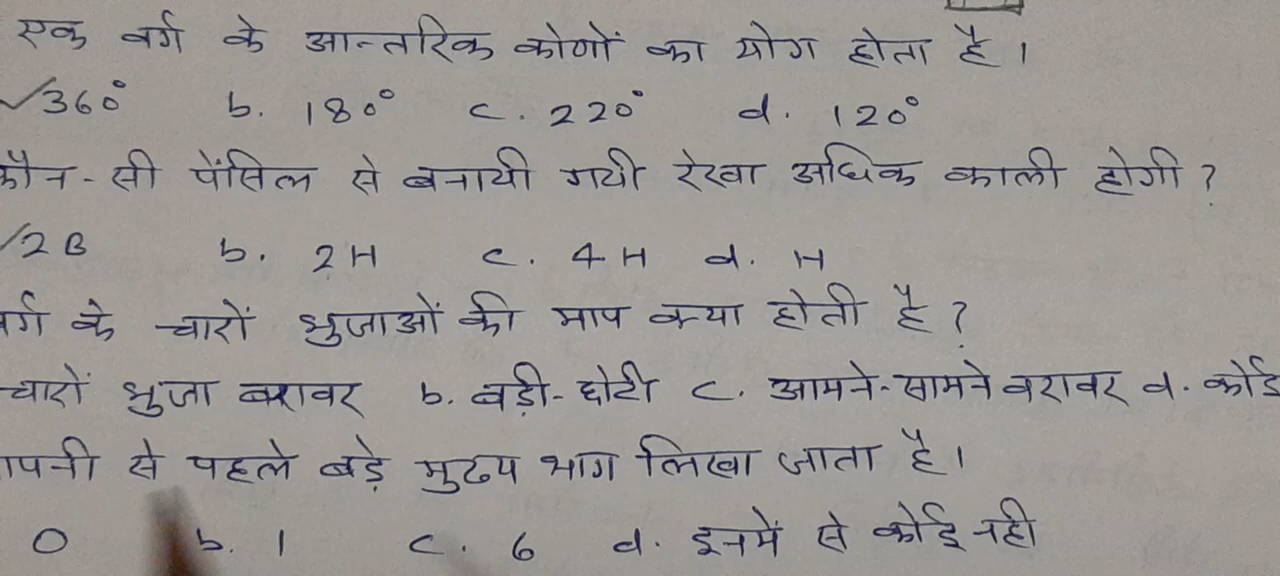 एक वर्ग के आन्तरिक कोणों का योग होता है।
✓360° b. 180° c. 220° d. 120°
कौन-सी पेंसिल से बनायी गयी रेखा अधिक काली होगी?
✓2B b. 2H c. 4H d. H
वर्ग के चारों भुजाओं की माप क्या होती है?
चारों भुजा बराबर b. बड़ी-छोटी c. आमने-सामने बराबर d. कोई
मापनी से पहले बड़े मुख्य भाग लिखा जाता है।
0 b. 1 c. 6 d. इनमें से कोई नही